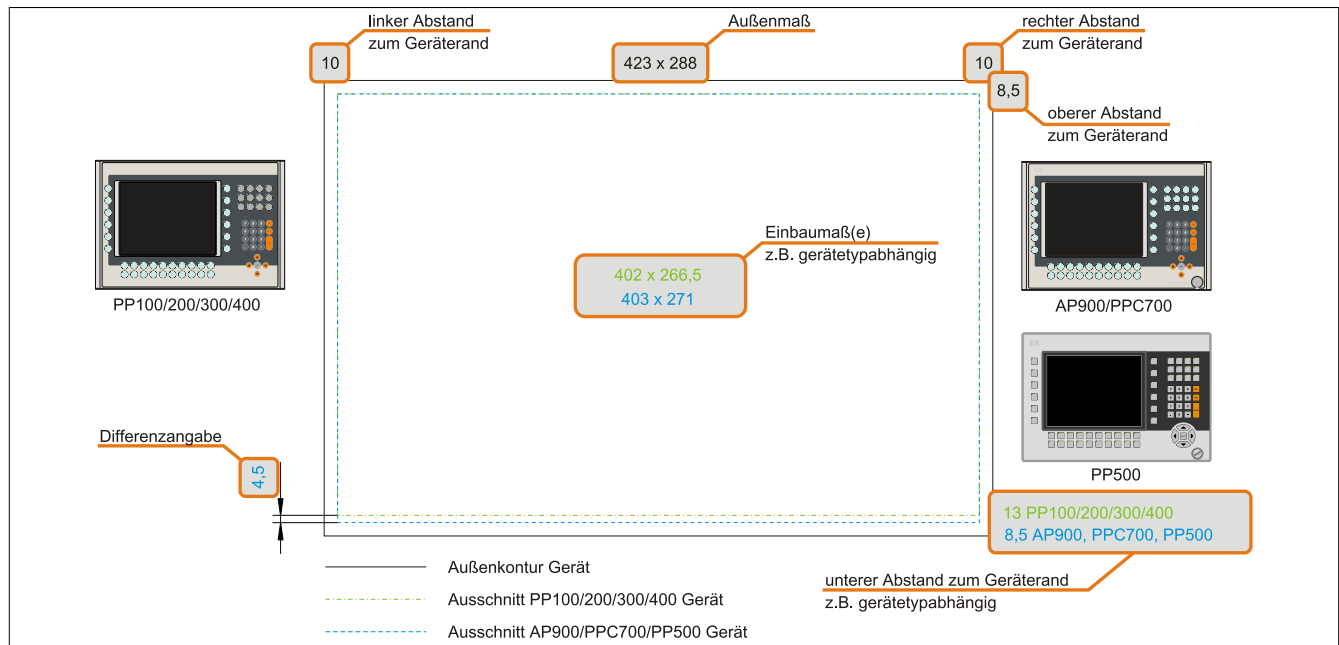 linker Abstand
zum Geräterand
10
Außenmaß
423 x 288
rechter Abstand
zum Geräterand
10
8,5
oberer Abstand
zum Geräterand
PP100/200/300/400
Einbaumaß(e)
z.B. gerätetypabhängig
402 x 266,5
403 x 271
AP900/PPC700
PP500
Differenzangabe
4,5
13 PP100/200/300/400
8,5 AP900, PPC700, PP500
unterer Abstand zum Geräterand
z.B. gerätetypabhängig
Außenkontur Gerät
Ausschnitt PP100/200/300/400 Gerät
Ausschnitt AP900/PPC700/PP500 Gerät